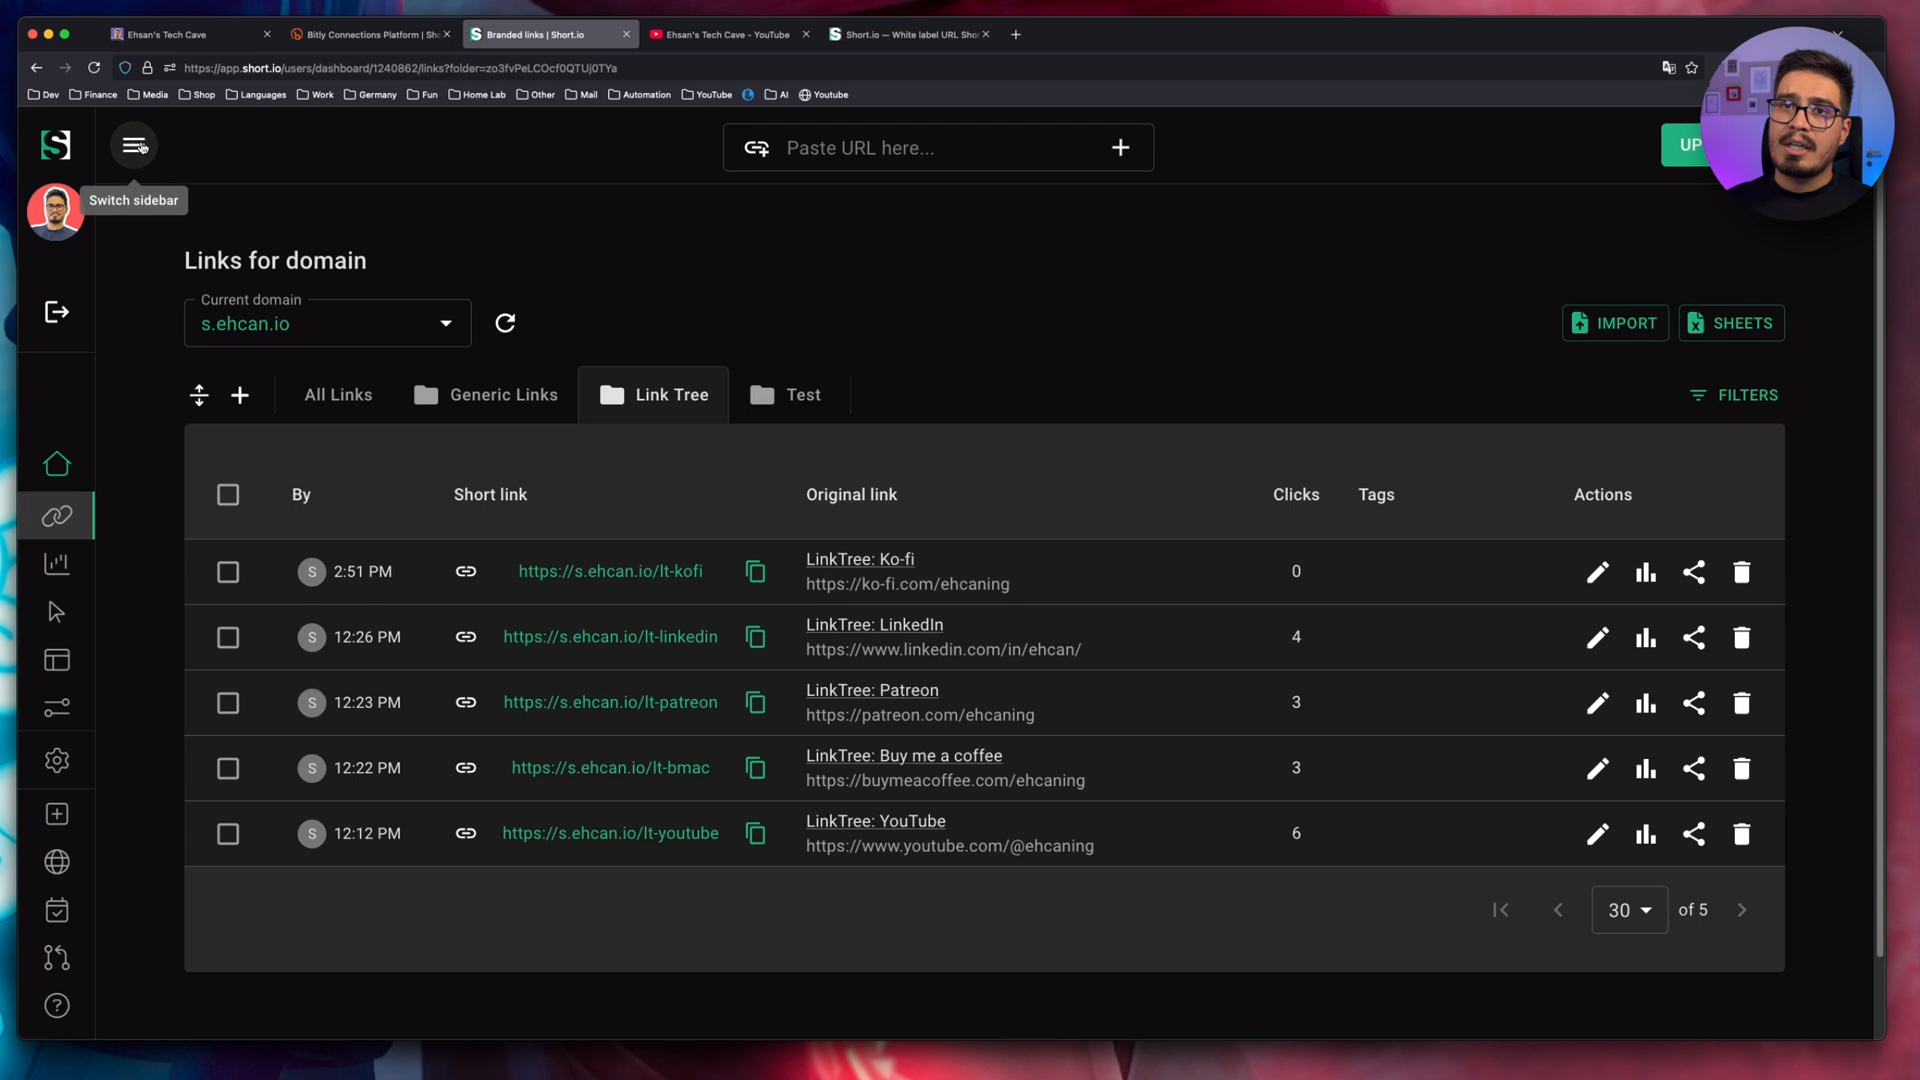 Ehsan's Tech Cave
Bitly Connections Platform | Sho
Branded links | Short.io
Ehsan's Tech Cave - YouTube
Short.io — White label URL Shor
https://app.short.io/users/dashboard/1240862/links?folder=zo3fvPeLCOcf0QTUj0TYa
Dev
Finance
Media
Shop
Languages
Work
Germany
Fun
Home Lab
Other
Mail
Automation
YouTube
AI
Youtube
Paste URL here...
UP
Switch sidebar
Links for domain
Current domain
s.ehcan.io
IMPORT
SHEETS
All Links
Generic Links
Link Tree
Test
FILTERS
By
Short link
Original link
Clicks
Tags
Actions
S 2:51 PM
https://s.ehcan.io/lt-kofi
LinkTree: Ko-fi
https://ko-fi.com/ehcaning
0
S 12:26 PM
https://s.ehcan.io/lt-linkedin
LinkTree: LinkedIn
https://www.linkedin.com/in/ehcan/
4
S 12:23 PM
https://s.ehcan.io/lt-patreon
LinkTree: Patreon
https://patreon.com/ehcaning
3
S 12:22 PM
https://s.ehcan.io/lt-bmac
LinkTree: Buy me a coffee
https://buymeacoffee.com/ehcaning
3
S 12:12 PM
https://s.ehcan.io/lt-youtube
LinkTree: YouTube
https://www.youtube.com/@ehcaning
6
30
of 5